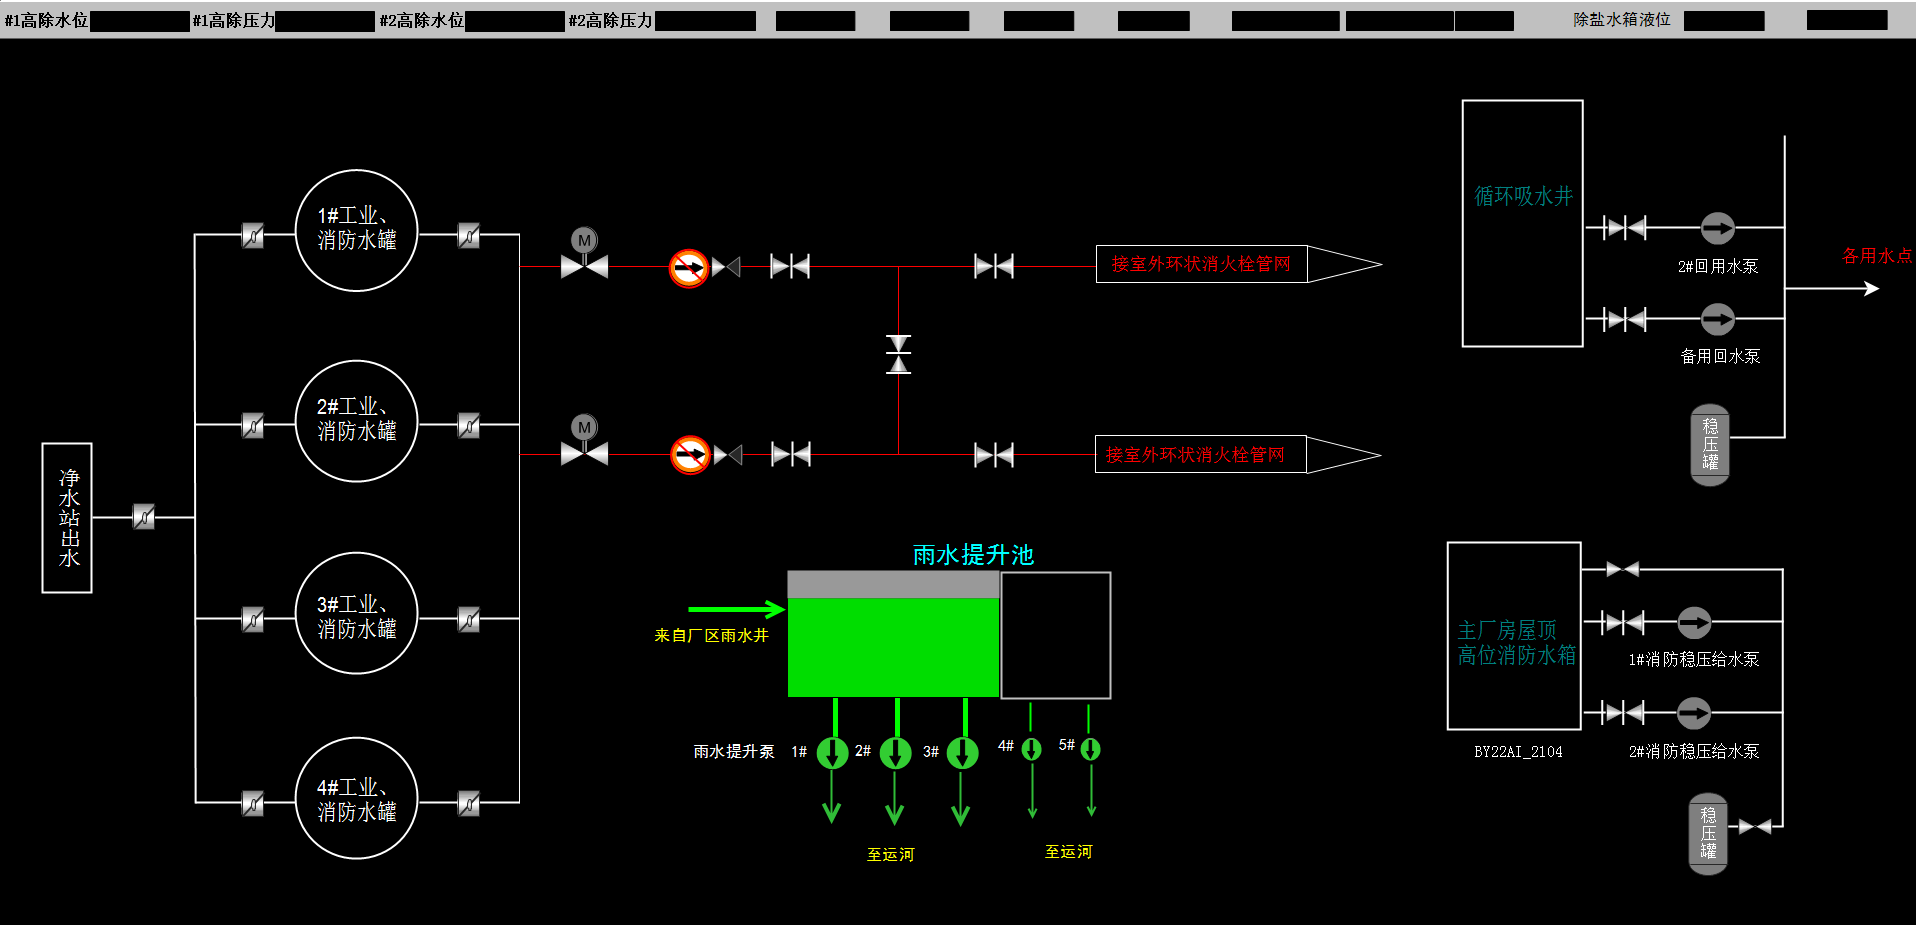 #1高除水位 #1高除压力 #2高除水位 #2高除压力 除盐水箱液位
1#工业、
消防水罐
2#工业、
消防水罐
3#工业、
消防水罐
4#工业、
消防水罐
净水站出水
M
M
接室外环状消火栓管网
接室外环状消火栓管网
循环吸水井
2#回用水泵
备用回水泵
各用水点
稳压罐
雨水提升池
来自厂区雨水井
雨水提升泵 1# 2# 3# 4# 5#
至运河
至运河
主厂房屋顶
高位消防水箱
1#消防稳压给水泵
2#消防稳压给水泵
BY22AI_2104
稳压罐